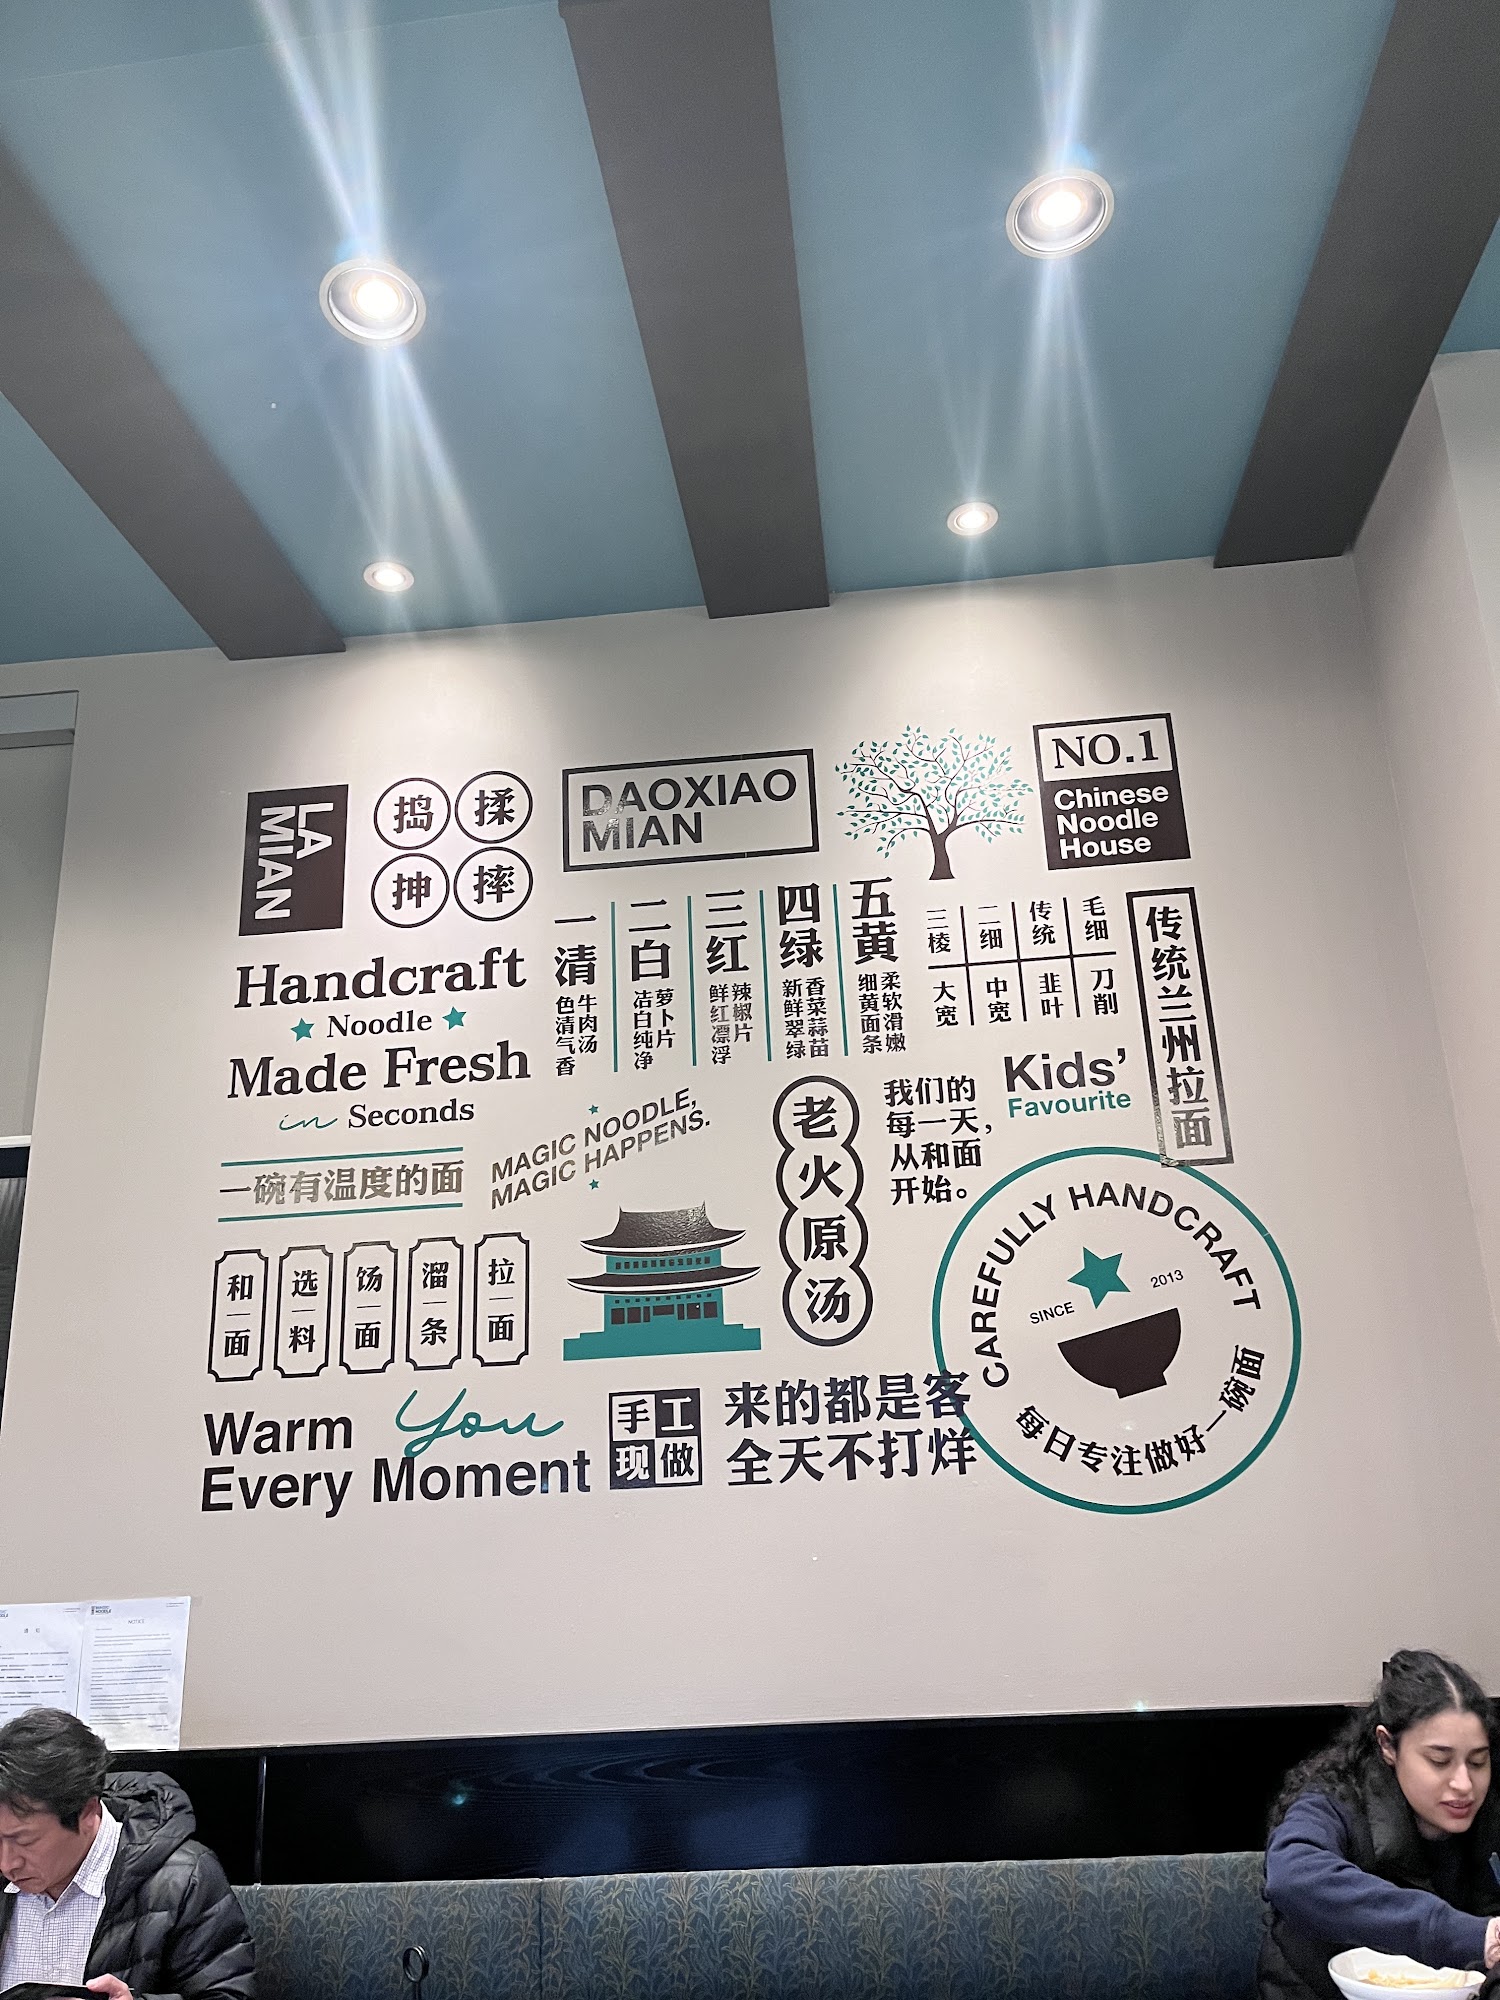 LA
MIAN
捣 揉
抻 摔
DAOXIAO
MIAN
NO.1
Chinese
Noodle
House
Handcraft
Noodle
Made Fresh
in Seconds
一清
牛肉汤
色清气香
二白
萝卜片
洁白纯净
三红
辣椒片
鲜红漂浮
四绿
香菜蒜苗
新鲜翠绿
五黄
柔软滑嫩
细黄面条
三棱 二细 传统 毛细
大宽 中宽 韭叶 刀削
传统兰州拉面
Kids'
Favourite
一碗有温度的面
MAGIC NOODLE,
MAGIC HAPPENS.
老火原汤
我们的
每一天，
从和面
开始。
和面
选料
饧面
溜条
拉面
CAREFULLY HANDCRAFT
SINCE 2013
每日专注做好一碗面
Warm You
Every Moment
手工
现做
来的都是客
全天不打烊
NOTICE